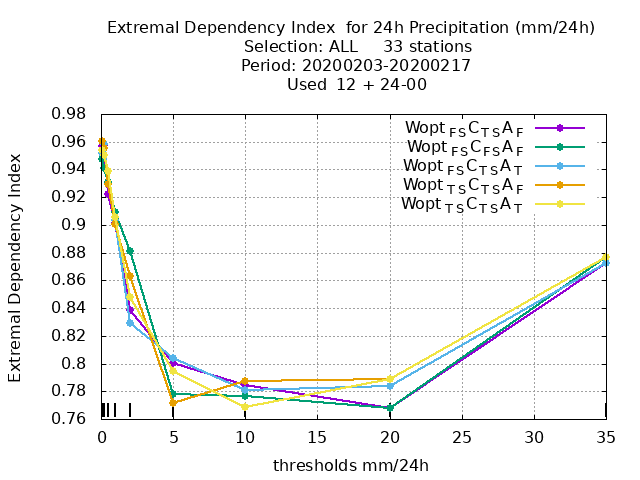 Extremal Dependency Index  for 24h Precipitation (mm/24h)
Selection: ALL     33 stations
Period: 20200203-20200217
Used  12 + 24-00
Extremal Dependency Index
0.98
0.96
0.94
0.92
0.9
0.88
0.86
0.84
0.82
0.8
0.78
0.76
Wopt FS C TS A F
Wopt FS C FS A F
Wopt FS C TS A T
Wopt TS C TS A F
Wopt TS C TS A T
0 5 10 15 20 25 30 35
thresholds mm/24h